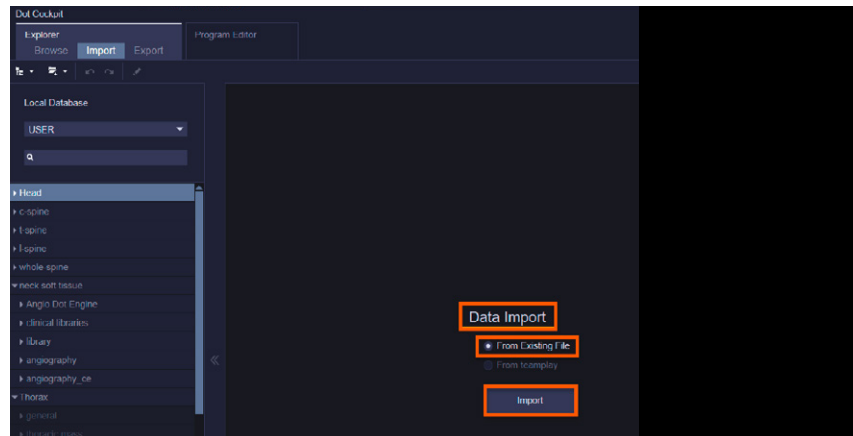 Dot Cockpit
Explorer
Program Editor
Browse Import Export
Local Database
USER
Head
c-spine
t-spine
l-spine
whole spine
neck soft tissue
Angio Dot Engine
clinical libraries
library
angiography
angiography_ce
Thorax
general
Data Import
From Existing File
From teamplay
Import